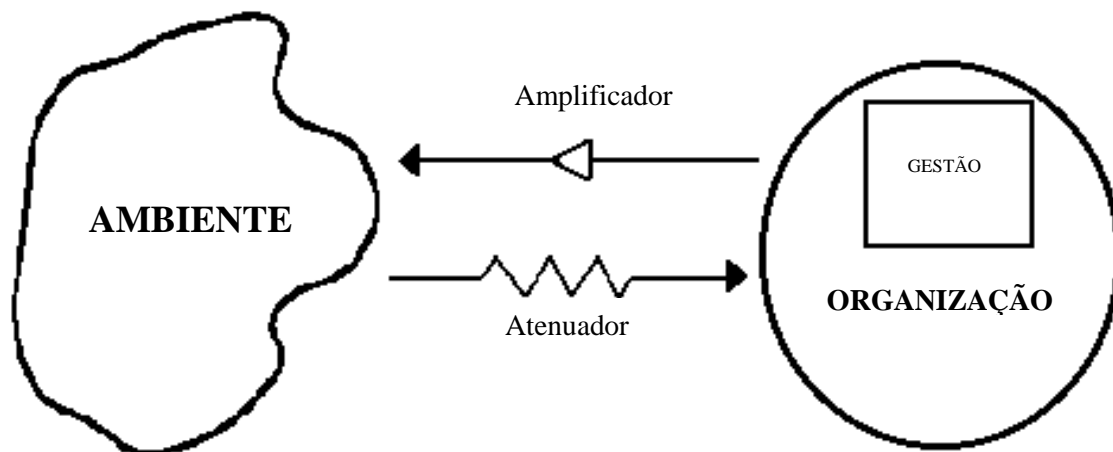 Amplificador
GESTÃO
AMBIENTE
ORGANIZAÇÃO
Atenuador